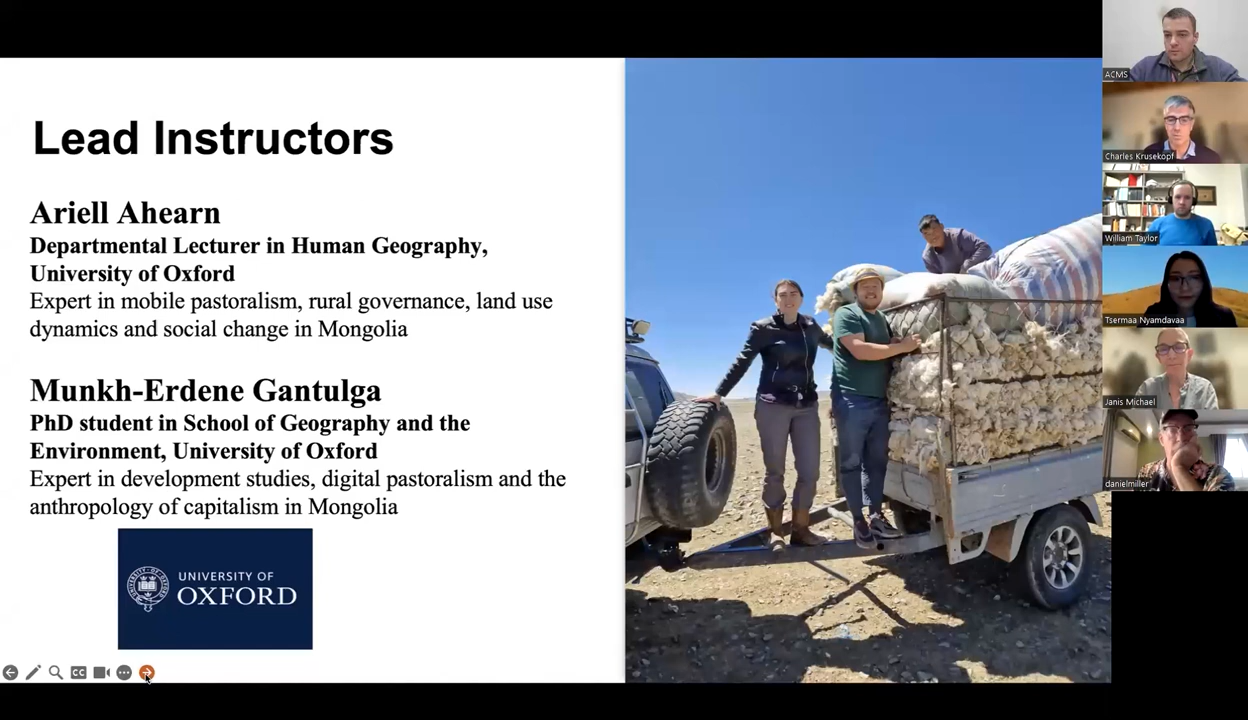 Lead Instructors
Ariell Ahearn
Departmental Lecturer in Human Geography,
University of Oxford
Expert in mobile pastoralism, rural governance, land use
dynamics and social change in Mongolia
Munkh-Erdene Gantulga
PhD student in School of Geography and the
Environment, University of Oxford
Expert in development studies, digital pastoralism and the
anthropology of capitalism in Mongolia
UNIVERSITY OF
OXFORD
CC
ACMS
Charles Krusekopf
William Taylor
Tsermaa Nyamdavaa
Janis Michael
danielmiller